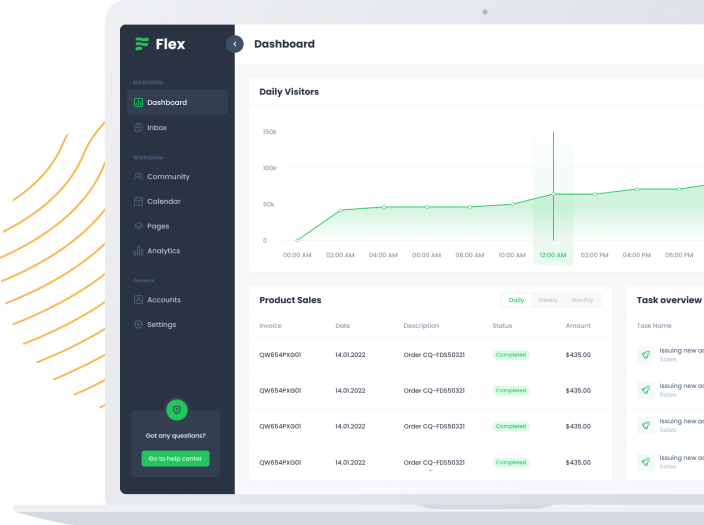 Flex
Dashboard
MAIN MENU
Dashboard
Inbox
Workspace
Community
Calendar
Pages
Analytics
General
Accounts
Settings
Got any questions?
Go to help center
Daily Visitors
150k
100k
50k
0
00:00 AM 02:00 AM 04:00 AM 06:00 AM 08:00 AM 10:00 AM 12:00 AM 02:00 PM 04:00 PM 06:00 PM
Product Sales
Daily Weekly Monthly
Invoice Date Description Status Amount
QW654PXG01 14.01.2022 Order CQ-FDS50321 Completed $435.00
QW654PXG01 14.01.2022 Order CQ-FDS50321 Completed $435.00
QW654PXG01 14.01.2022 Order CQ-FDS50321 Completed $435.00
QW654PXG01 14.01.2022 Order CQ-FDS50321 Completed $435.00
Task overview
Task Name
Issuing new ac
Sales
Issuing new ac
Sales
Issuing new ac
Sales
Issuing new ac
Sales